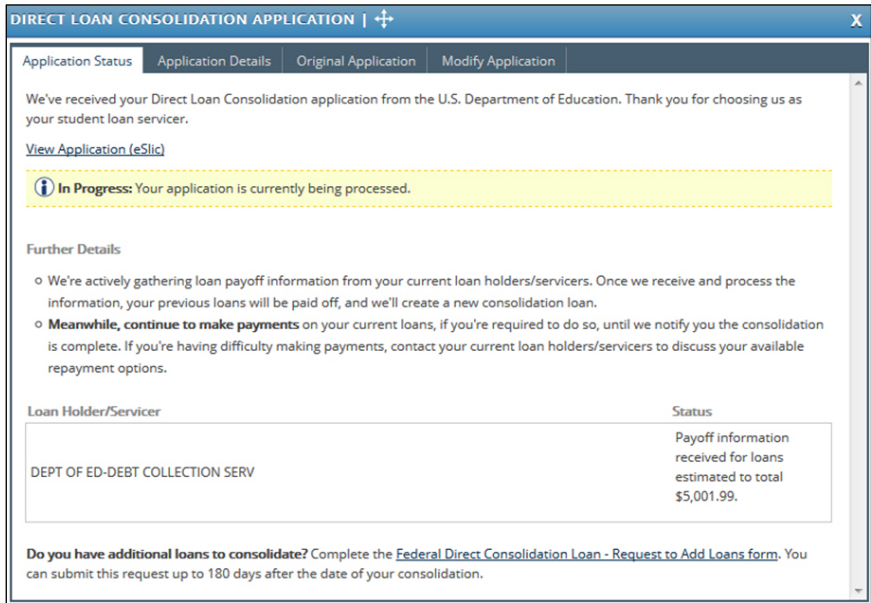 DIRECT LOAN CONSOLIDATION APPLICATION |
X
Application Status Application Details Original Application Modify Application
We've received your Direct Loan Consolidation application from the U.S. Department of Education. Thank you for choosing us as
your student loan servicer.
View Application (eSlic)
In Progress: Your application is currently being processed.
Further Details
We're actively gathering loan payoff information from your current loan holders/servicers. Once we receive and process the
information, your previous loans will be paid off, and we'll create a new consolidation loan.
Meanwhile, continue to make payments on your current loans, if you're required to do so, until we notify you the consolidation
is complete. If you're having difficulty making payments, contact your current loan holders/servicers to discuss your available
repayment options.
Loan Holder/Servicer Status
DEPT OF ED-DEBT COLLECTION SERV
Payoff information
received for loans
estimated to total
$5,001.99.
Do you have additional loans to consolidate? Complete the Federal Direct Consolidation Loan - Request to Add Loans form. You
can submit this request up to 180 days after the date of your consolidation.